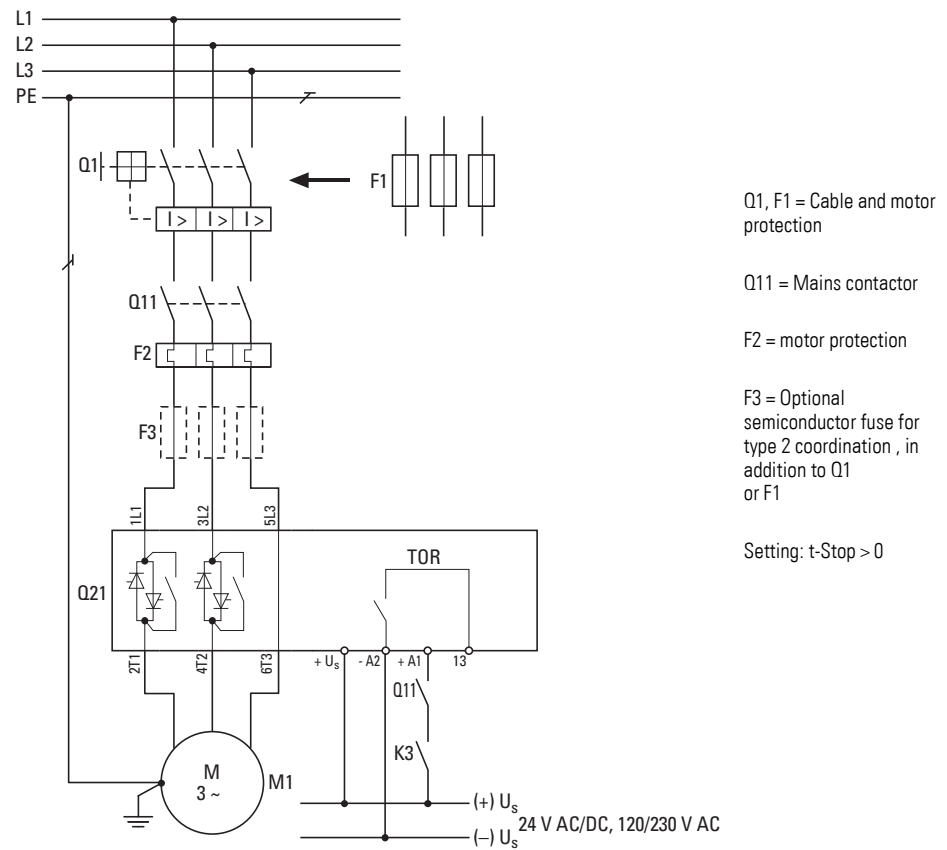 L1
L2
L3
PE
Q1
I > I > I >
F1
Q11
F2
F3
1L1 3L2 5L3
TOR
Q21
2T1 4T2 6T3
+ Us - A2 + A1 13
Q11
K3
M
3 ~
M1
(+) Us
(–) Us
24 V AC/DC, 120/230 V AC
Q1, F1 = Cable and motor
protection
Q11 = Mains contactor
F2 = motor protection
F3 = Optional
semiconductor fuse for
type 2 coordination , in
addition to Q1
or F1
Setting: t-Stop > 0